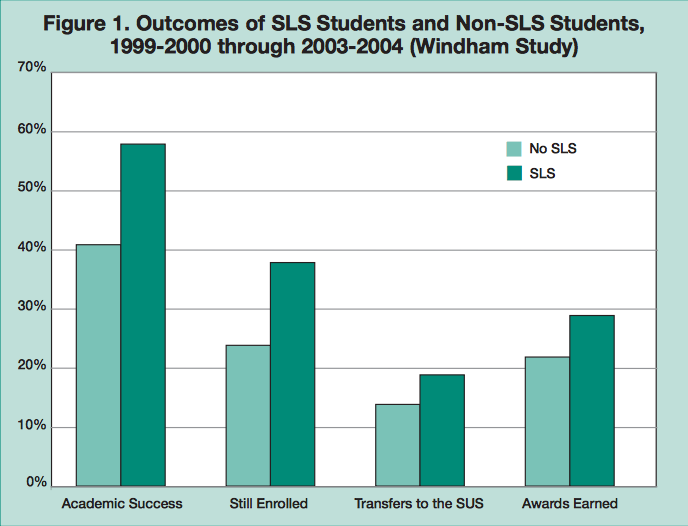 Figure 1. Outcomes of SLS Students and Non-SLS Students,
1999-2000 through 2003-2004 (Windham Study)
70%
60%
50%
40%
30%
20%
10%
0%
No SLS
SLS
Academic Success
Still Enrolled
Transfers to the SUS
Awards Earned